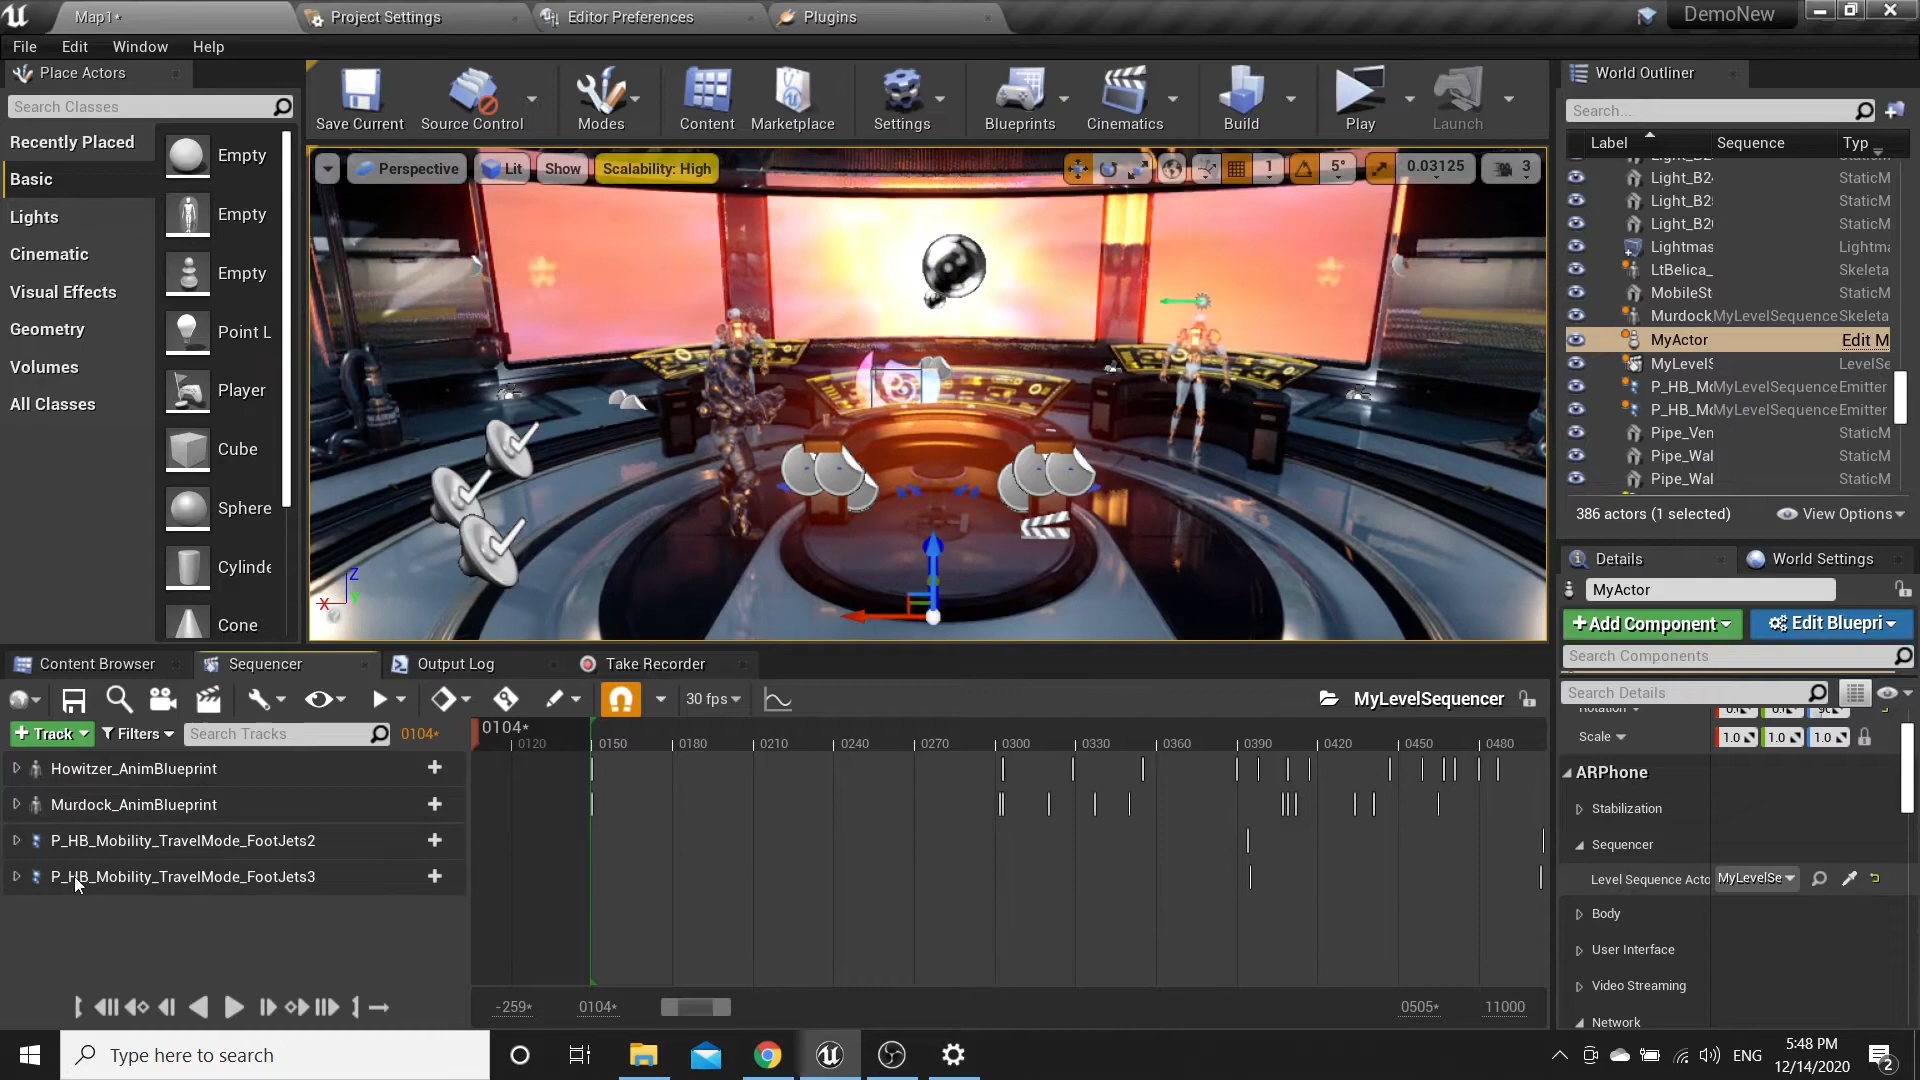 Map1*
Project Settings
Editor Preferences
Plugins
DemoNew
File
Edit
Window
Help
Place Actors
Search Classes
Recently Placed
Basic
Lights
Cinematic
Visual Effects
Geometry
Volumes
All Classes
Empty
Empty
Empty
Point L
Player
Cube
Sphere
Cylinde
Cone
Save Current
Source Control
Modes
Content
Marketplace
Settings
Blueprints
Cinematics
Build
Play
Launch
Perspective
Lit
Show
Scalability: High
1
5°
0.03125
3
Z
X
Y
World Outliner
Search...
Label
Sequence
Typ
Light_B2 StaticM
Light_B2 StaticM
Light_B2 StaticM
Lightmas Lightma
LtBelica_ Skeleta
MobileSt StaticM
Murdock MyLevelSequence Skeleta
MyActor Edit M
MyLevelS LevelSe
P_HB_Mo MyLevelSequence Emitter
P_HB_Mo MyLevelSequence Emitter
Pipe_Ven StaticM
Pipe_Wal StaticM
Pipe_Wal StaticM
386 actors (1 selected)
View Options
Details
World Settings
MyActor
+Add Component
Edit Bluepri
Search Components
Search Details
Rotation
Scale
1.0
1.0
1.0
ARPhone
Stabilization
Sequencer
Level Sequence Acto
MyLevelSe
Body
User Interface
Video Streaming
Network
Content Browser
Sequencer
Output Log
Take Recorder
30 fps
MyLevelSequencer
+ Track
Filters
Search Tracks
0104*
0104*
0120 0150 0180 0210 0240 0270 0300 0330 0360 0390 0420 0450 0480
Howitzer_AnimBlueprint
Murdock_AnimBlueprint
P_HB_Mobility_TravelMode_FootJets2
P_HB_Mobility_TravelMode_FootJets3
-259*
0104*
0505*
11000
Type here to search
ENG
5:48 PM
12/14/2020
2